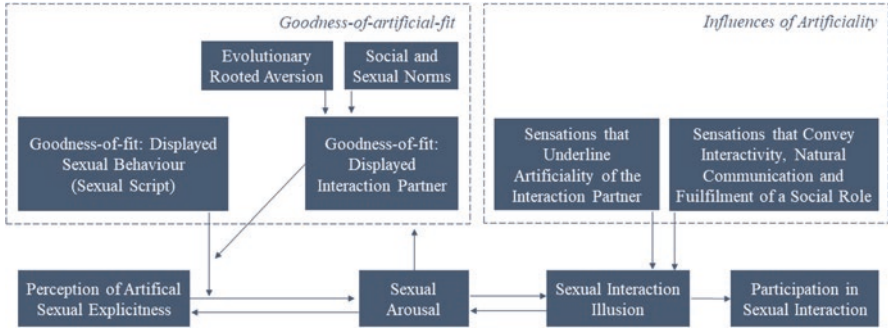 Goodness-of-artificial-fit
Influences of Artificiality
Evolutionary
Rooted Aversion
Social and
Sexual Norms
Goodness-of-fit: Displayed
Sexual Behaviour
(Sexual Script)
Goodness-of-fit:
Displayed
Interaction Partner
Sensations that
Underline
Artificiality of the
Interaction Partner
Sensations that Convey
Interactivity, Natural
Communication and
Fuilfilment of a Social Role
Perception of Artifical
Sexual Explicitness
Sexual
Arousal
Sexual Interaction
Illusion
Participation in
Sexual Interaction